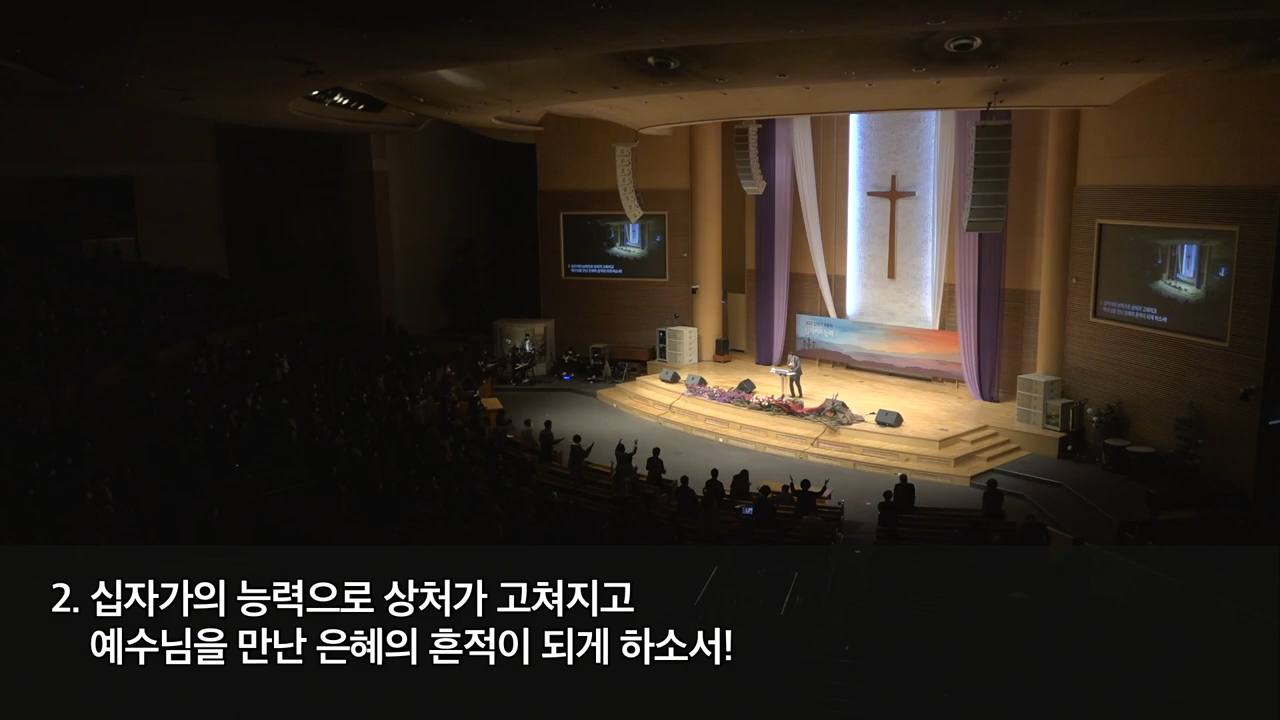 2. 십자가의 능력으로 상처가 고쳐지고
예수님을 만난 은혜의 흔적이 되게 하소서!